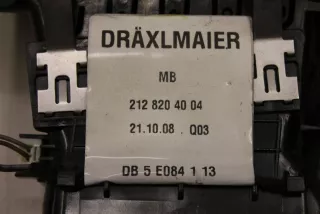 DRÄXLMAIER
MB
212 820 40 04
21.10.08 . Q03
DB 5 E084 1 13